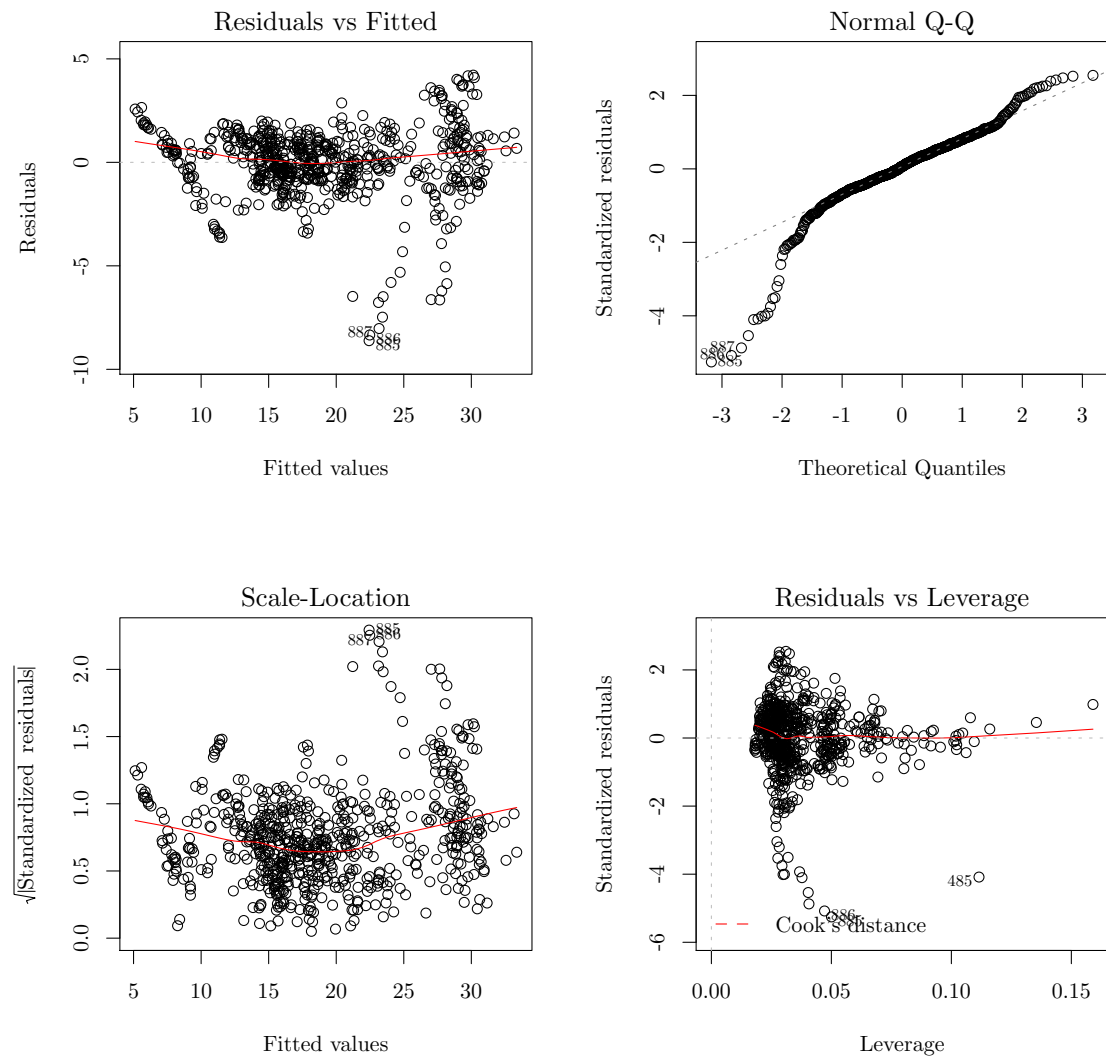 Residuals vs Fitted
Residuals
5
0
-5
-10
887
886
885
5 10 15 20 25 30
Fitted values
Normal Q-Q
Standardized residuals
2
0
-2
-4
887
886
885
-3 -2 -1 0 1 2 3
Theoretical Quantiles
Scale-Location
√|Standardized residuals|
2.0
1.5
1.0
0.5
0.0
885
886
887
5 10 15 20 25 30
Fitted values
Residuals vs Leverage
Standardized residuals
2
0
-2
-4
-6
485
886
885
Cook's distance
0.00 0.05 0.10 0.15
Leverage